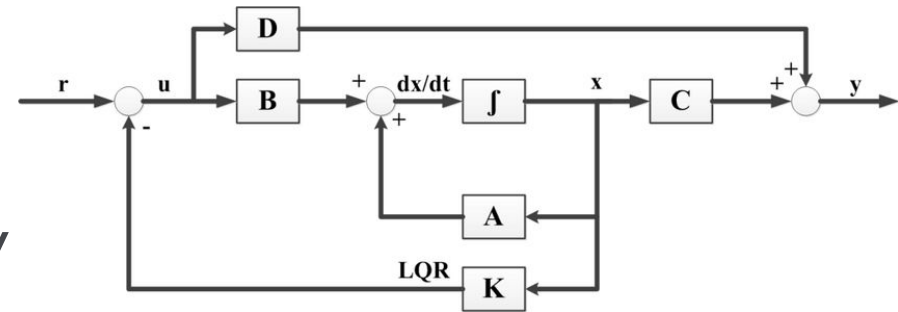 D
r
u
B
+
dx/dt
∫
x
C
+
+
y
-
+
A
LQR
K
y